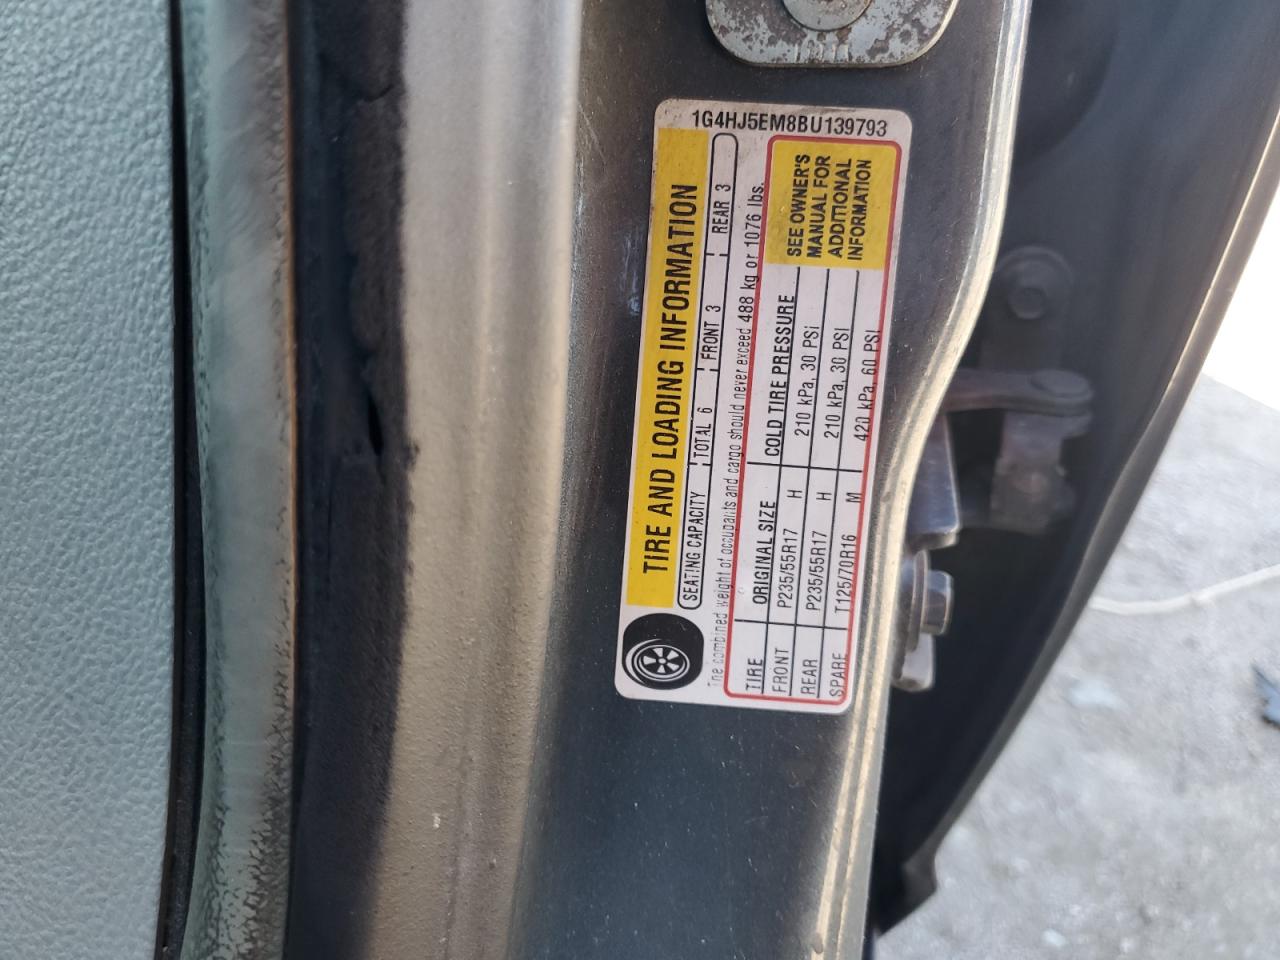 1G4HJ5EM8BU139793
TIRE AND LOADING INFORMATION
SEATING CAPACITY TOTAL 6 FRONT 3 REAR 3
The combined weight of occupants and cargo should never exceed 488 kg or 1076 lbs.
TIRE ORIGINAL SIZE COLD TIRE PRESSURE
FRONT P235/55R17 H 210 kPa, 30 PSI
REAR P235/55R17 H 210 kPa, 30 PSI
SPARE T125/70R16 M 420 kPa, 60 PSI
SEE OWNER'S
MANUAL FOR
ADDITIONAL
INFORMATION